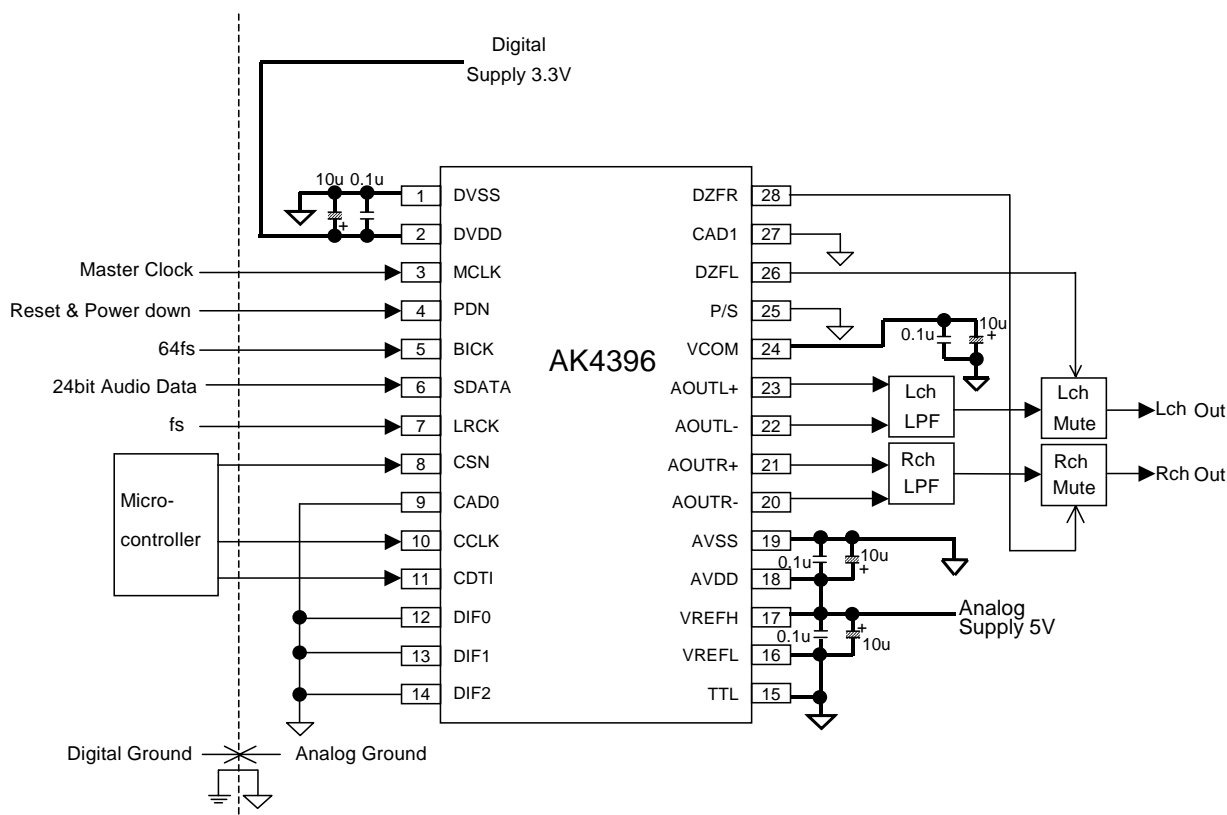 Digital
Supply 3.3V
10u 0.1u
+
1 DVSS
2 DVDD
Master Clock
3 MCLK
Reset & Power down
4 PDN
64fs
5 BICK
24bit Audio Data
6 SDATA
fs
7 LRCK
Micro-
controller
8 CSN
9 CAD0
10 CCLK
11 CDTI
12 DIF0
13 DIF1
14 DIF2
AK4396
DZFR 28
CAD1 27
DZFL 26
P/S 25
VCOM 24
0.1u
10u
+
AOUTL+ 23
AOUTL- 22
AOUTR+ 21
AOUTR- 20
Lch
LPF
Rch
LPF
Lch
Mute
Rch
Mute
Lch Out
Rch Out
AVSS 19
0.1u
10u
+
AVDD 18
VREFH 17
Analog
Supply 5V
0.1u
+
10u
VREFL 16
TTL 15
Digital Ground
Analog Ground